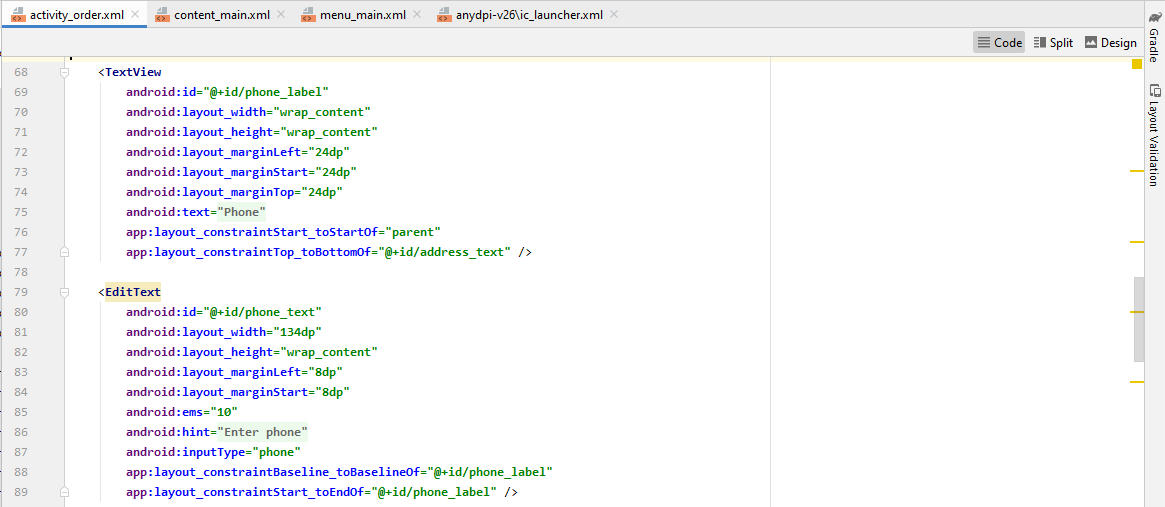 activity_order.xml content_main.xml menu_main.xml anydpi-v26\ic_launcher.xml
Code Split Design
Gradle
Layout Validation
68 <TextView
69 android:id="@+id/phone_label"
70 android:layout_width="wrap_content"
71 android:layout_height="wrap_content"
72 android:layout_marginLeft="24dp"
73 android:layout_marginStart="24dp"
74 android:layout_marginTop="24dp"
75 android:text="Phone"
76 app:layout_constraintStart_toStartOf="parent"
77 app:layout_constraintTop_toBottomOf="@+id/address_text" />
78
79 <EditText
80 android:id="@+id/phone_text"
81 android:layout_width="134dp"
82 android:layout_height="wrap_content"
83 android:layout_marginLeft="8dp"
84 android:layout_marginStart="8dp"
85 android:ems="10"
86 android:hint="Enter phone"
87 android:inputType="phone"
88 app:layout_constraintBaseline_toBaselineOf="@+id/phone_label"
89 app:layout_constraintStart_toEndOf="@+id/phone_label" />